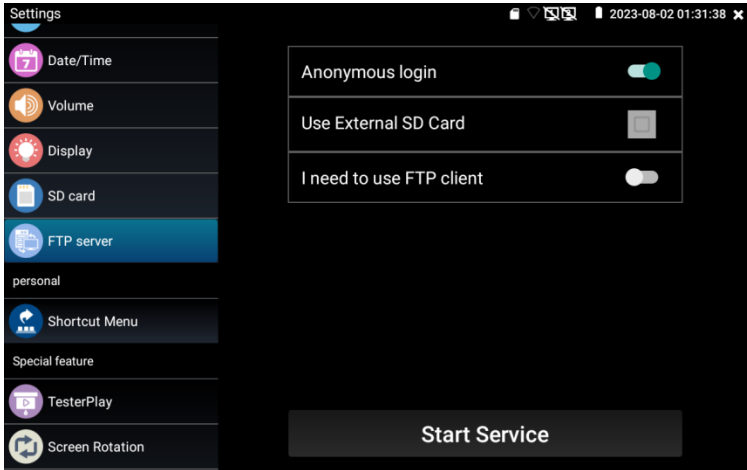 Settings
2023-08-02 01:31:38
7
Date/Time
Volume
Display
SD card
FTP server
personal
Shortcut Menu
Special feature
TesterPlay
Screen Rotation
Anonymous login
Use External SD Card
I need to use FTP client
Start Service